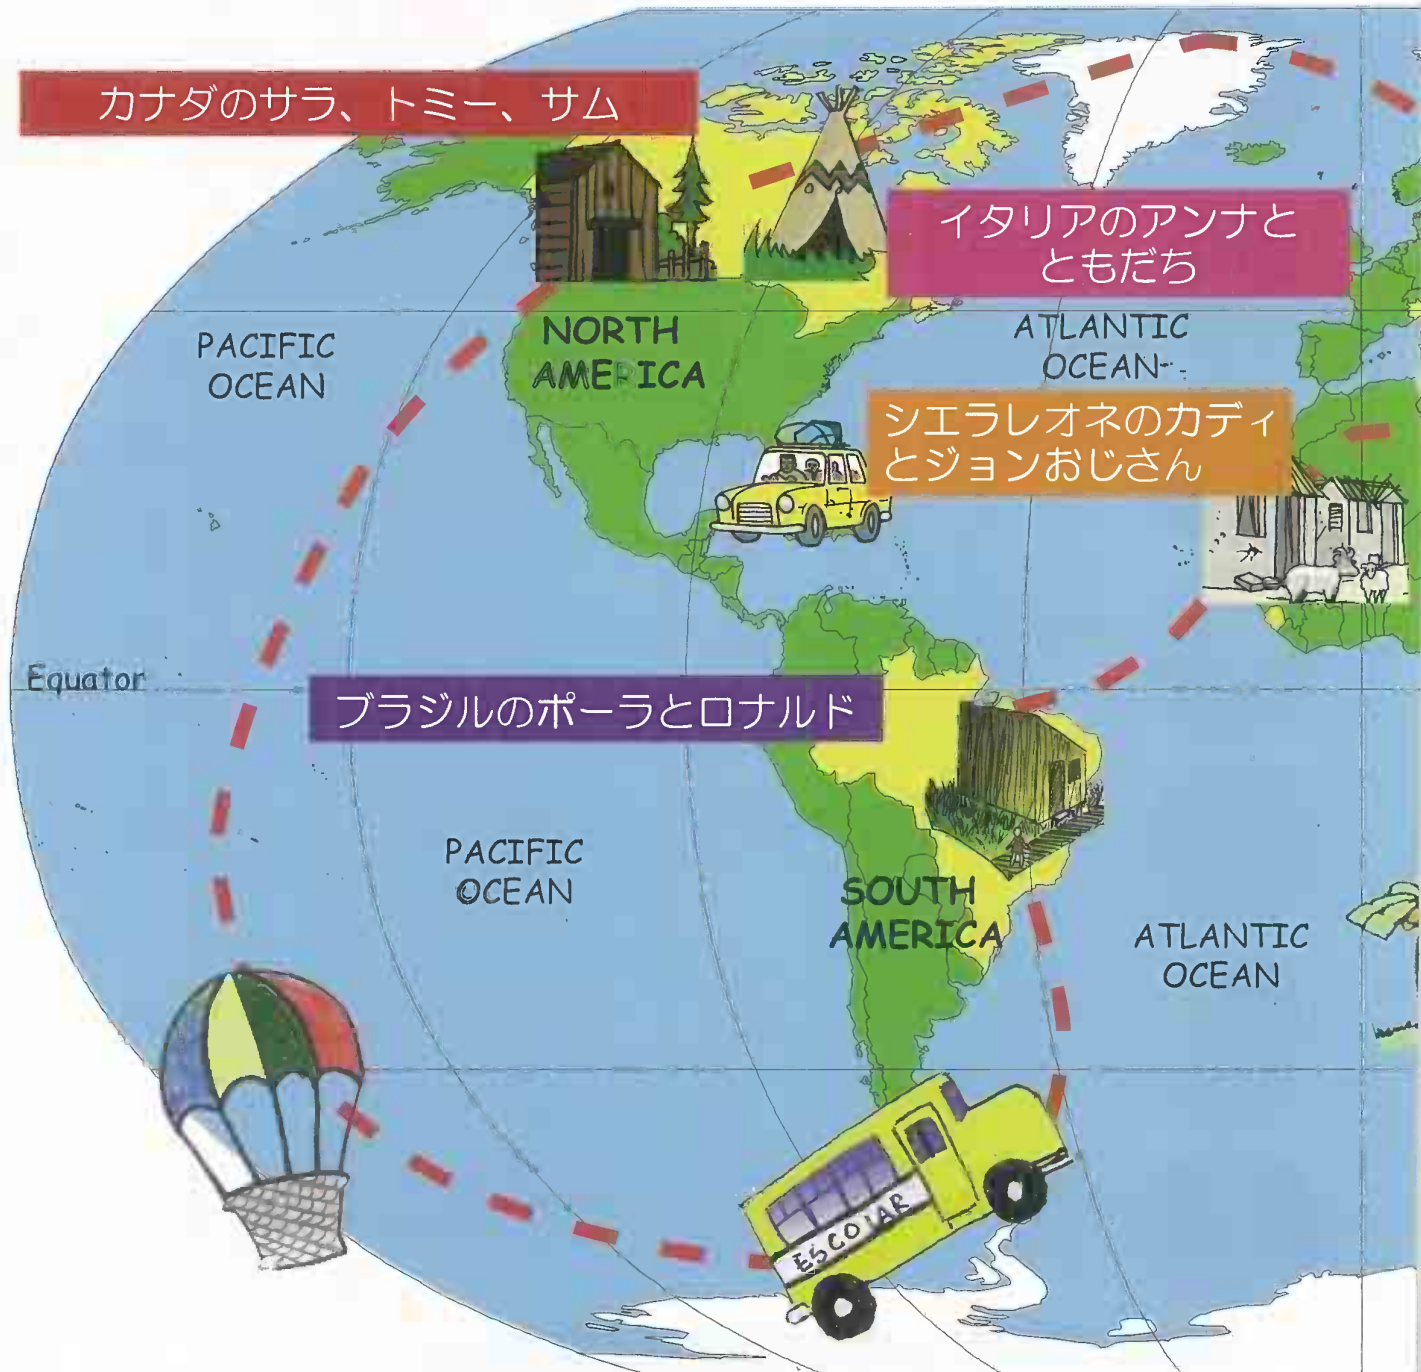 カナダのサラ、トミー、サム
イタリアのアンナと
ともだち
PACIFIC
OCEAN
NORTH
AMERICA
ATLANTIC
OCEAN
シエラレオネのカディ
とジョンおじさん
Equator
ブラジルのポーラとロナルド
PACIFIC
OCEAN
SOUTH
AMERICA
ATLANTIC
OCEAN
ESCOLAR